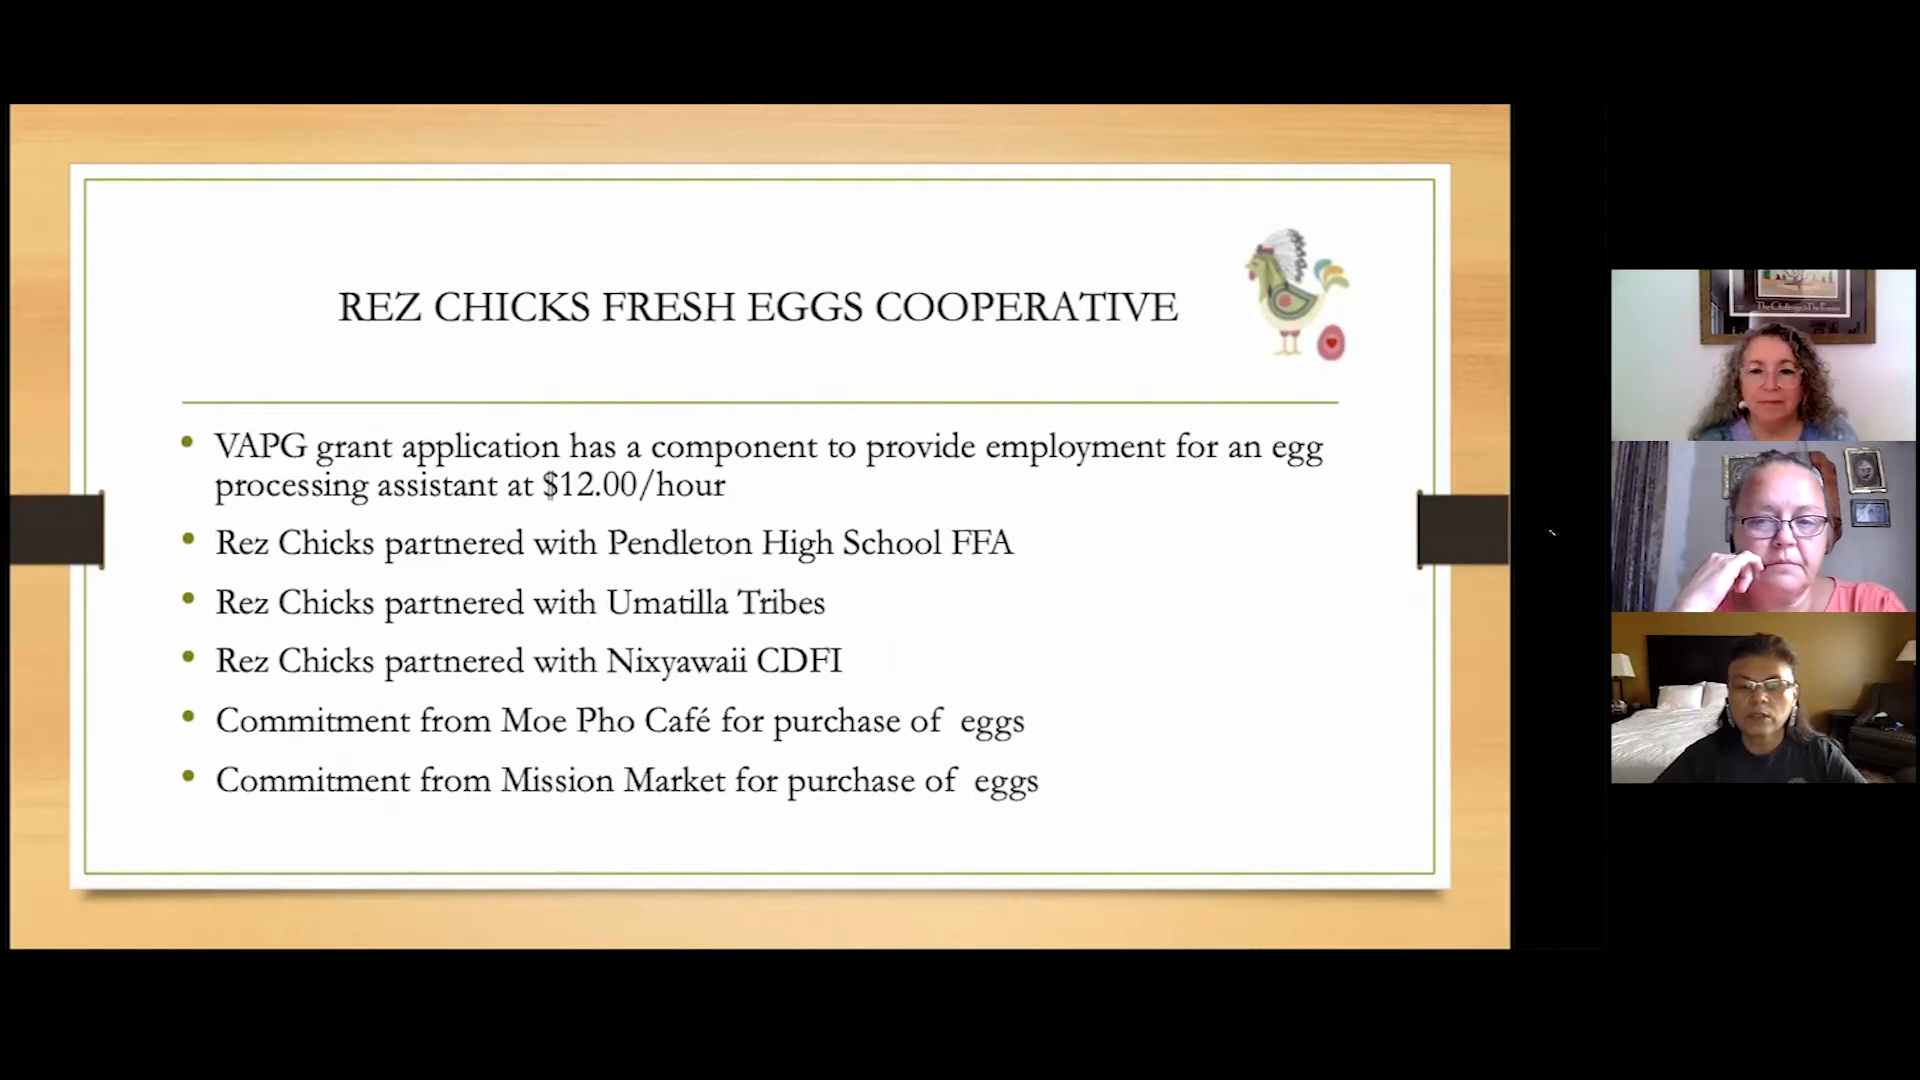 REZ CHICKS FRESH EGGS COOPERATIVE
• VAPG grant application has a component to provide employment for an egg
processing assistant at $12.00/hour
• Rez Chicks partnered with Pendleton High School FFA
• Rez Chicks partnered with Umatilla Tribes
• Rez Chicks partnered with Nixyawaii CDFI
• Commitment from Moe Pho Café for purchase of  eggs
• Commitment from Mission Market for purchase of  eggs